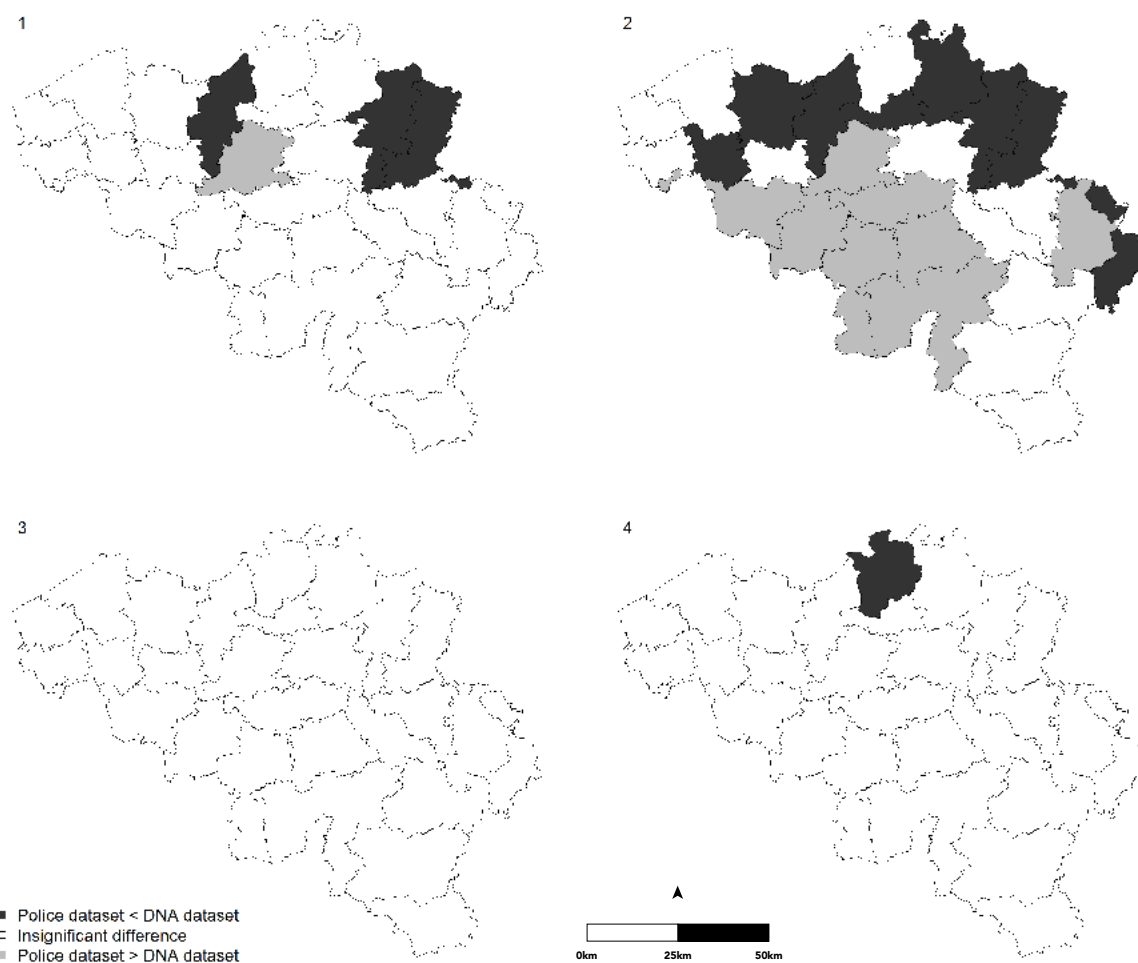 1
2
3
4
Police dataset < DNA dataset
Insignificant difference
Police dataset > DNA dataset
0km 25km 50km